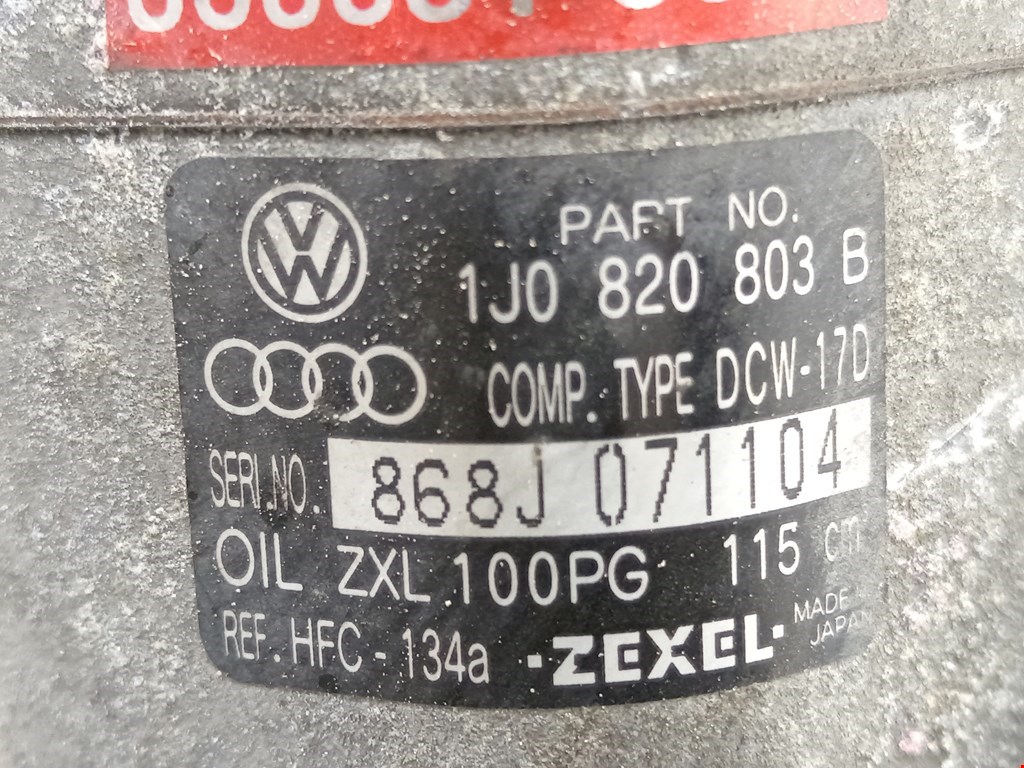 PART NO.
1J0 820 803 B
COMP. TYPE DCW-17D
SERI.NO. 868J 071104
OIL ZXL 100PG 115 cm
REF. HFC - 134a ·ZEXEL· MADE JAPAN